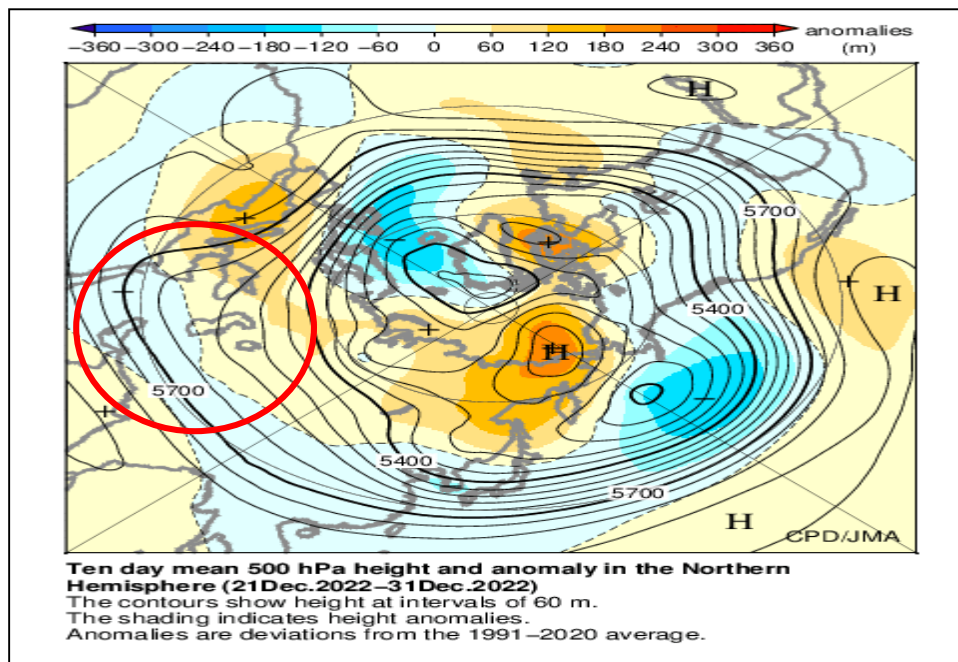 anomalies
−360 −300 −240 −180 −120 −60 0 60 120 180 240 300 360 (m)
H
5700
H
5400
H
5700
5400
5700
H
CPD/JMA
Ten day mean 500 hPa height and anomaly in the Northern
Hemisphere (21Dec.2022−31Dec.2022)
The contours show height at intervals of 60 m.
The shading indicates height anomalies.
Anomalies are deviations from the 1991−2020 average.